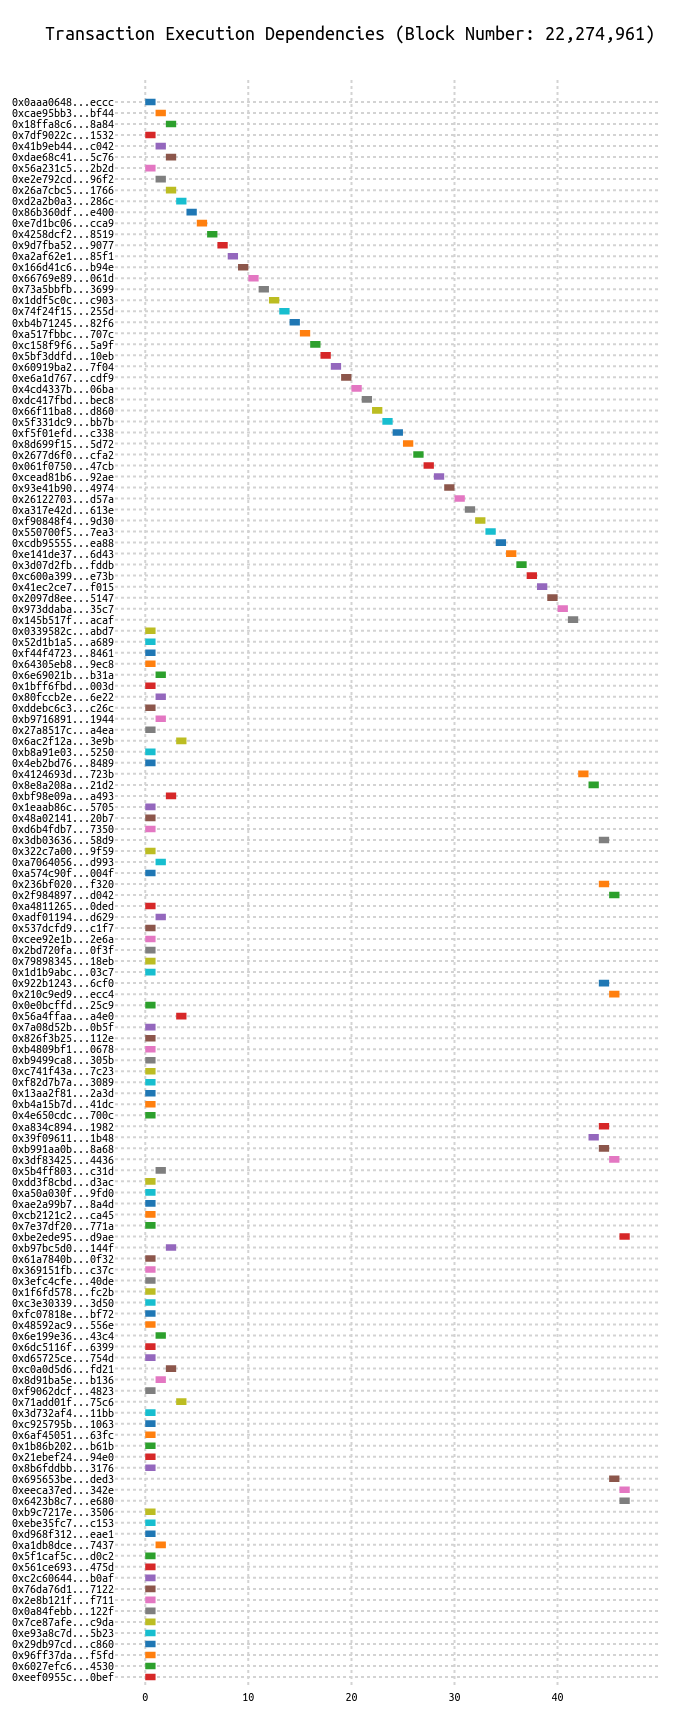 Transaction Execution Dependencies (Block Number: 22,274,961)
0x0aaa0648...eccc
0xcae95bb3...bf44
0x18ffa8c6...8a84
0x7df9022c...1532
0x41b9eb44...c042
0xdae68c41...5c76
0x56a231c5...2b2d
0xe2e792cd...96f2
0x26a7cbc5...1766
0xd2a2b0a3...286c
0x86b360df...e400
0xe7d1bc06...cca9
0x4258dcf2...8519
0x9d7fba52...9077
0xa2af62e1...85f1
0x166d41c6...b94e
0x66769e89...061d
0x73a5bbfb...3699
0x1ddf5c0c...c903
0x74f24f15...255d
0xb4b71245...82f6
0xa517fbbc...707c
0xc158f9f6...5a9f
0x5bf3ddfd...10eb
0x60919ba2...7f04
0xe6a1d767...cdf9
0x4cd4337b...06ba
0xdc417fbd...bec8
0x66f11ba8...d860
0x5f331dc9...bb7b
0xf5f01efd...c338
0x8d699f15...5d72
0x2677d6f0...cfa2
0x061f0750...47cb
0xcead81b6...92ae
0x93e41b90...4974
0x26122703...d57a
0xa317e42d...613e
0xf90848f4...9d30
0x550700f5...7ea3
0xcdb95555...ea88
0xe141de37...6d43
0x3d07d2fb...fddb
0xc600a399...e73b
0x41ec2ce7...f015
0x2097d8ee...5147
0x973ddaba...35c7
0x145b517f...acaf
0x0339582c...abd7
0x52d1b1a5...a689
0xf44f4723...8461
0x64305eb8...9ec8
0x6e69021b...b31a
0x1bff6fbd...003d
0x80fccb2e...6e22
0xddebc6c3...c26c
0xb9716891...1944
0x27a8517c...a4ea
0x6ac2f12a...3e9b
0xb8a91e03...5250
0x4eb2bd76...8489
0x4124693d...723b
0x8e8a208a...21d2
0xbf98e09a...a493
0x1eaab86c...5705
0x48a02141...20b7
0xd6b4fdb7...7350
0x3db03636...58d9
0x322c7a00...9f59
0xa7064056...d993
0xa574c90f...004f
0x236bf020...f320
0x2f984897...d042
0xa4811265...0ded
0xadf01194...d629
0x537dcfd9...c1f7
0xcee92e1b...2e6a
0x2bd720fa...0f3f
0x79898345...18eb
0x1d1b9abc...03c7
0x922b1243...6cf0
0x210c9ed9...ecc4
0x0e0bcffd...25c9
0x56a4ffaa...a4e0
0x7a08d52b...0b5f
0x826f3b25...112e
0xb4809bf1...0678
0xb9499ca8...305b
0xc741f43a...7c23
0xf82d7b7a...3089
0x13aa2f81...2a3d
0xb4a15b7d...41dc
0x4e650cdc...700c
0xa834c894...1982
0x39f09611...1b48
0xb991aa0b...8a68
0x3df83425...4436
0x5b4ff803...c31d
0xdd3f8cbd...d3ac
0xa50a030f...9fd0
0xae2a99b7...8a4d
0xcb2121c2...ca45
0x7e37df20...771a
0xbe2ede95...d9ae
0xb97bc5d0...144f
0x61a7840b...0f32
0x369151fb...c37c
0x3efc4cfe...40de
0x1f6fd578...fc2b
0xc3e30339...3d50
0xfc07818e...bf72
0x48592ac9...556e
0x6e199e36...43c4
0x6dc5116f...6399
0xd65725ce...754d
0xc0a0d5d6...fd21
0x8d91ba5e...b136
0xf9062dcf...4823
0x71add01f...75c6
0x3d732af4...11bb
0xc925795b...1063
0x6af45051...63fc
0x1b86b202...b61b
0x21ebef24...94e0
0x8b6fddbb...3176
0x695653be...ded3
0xeeca37ed...342e
0x6423b8c7...e680
0xb9c7217e...3506
0xebe35fc7...c153
0xd968f312...eae1
0xa1db8dce...7437
0x5f1caf5c...d0c2
0x561ce693...475d
0xc2c60644...b0af
0x76da76d1...7122
0x2e8b121f...f711
0x0a84febb...122f
0x7ce87afe...c9da
0xe93a8c7d...5b23
0x29db97cd...c860
0x96ff37da...f5fd
0x6027efc6...4530
0xeef0955c...0bef
0 10 20 30 40